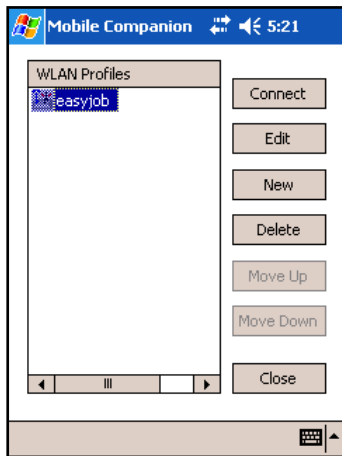 Mobile Companion 5:21
WLAN Profiles
easyjob
Connect
Edit
New
Delete
Move Up
Move Down
Close